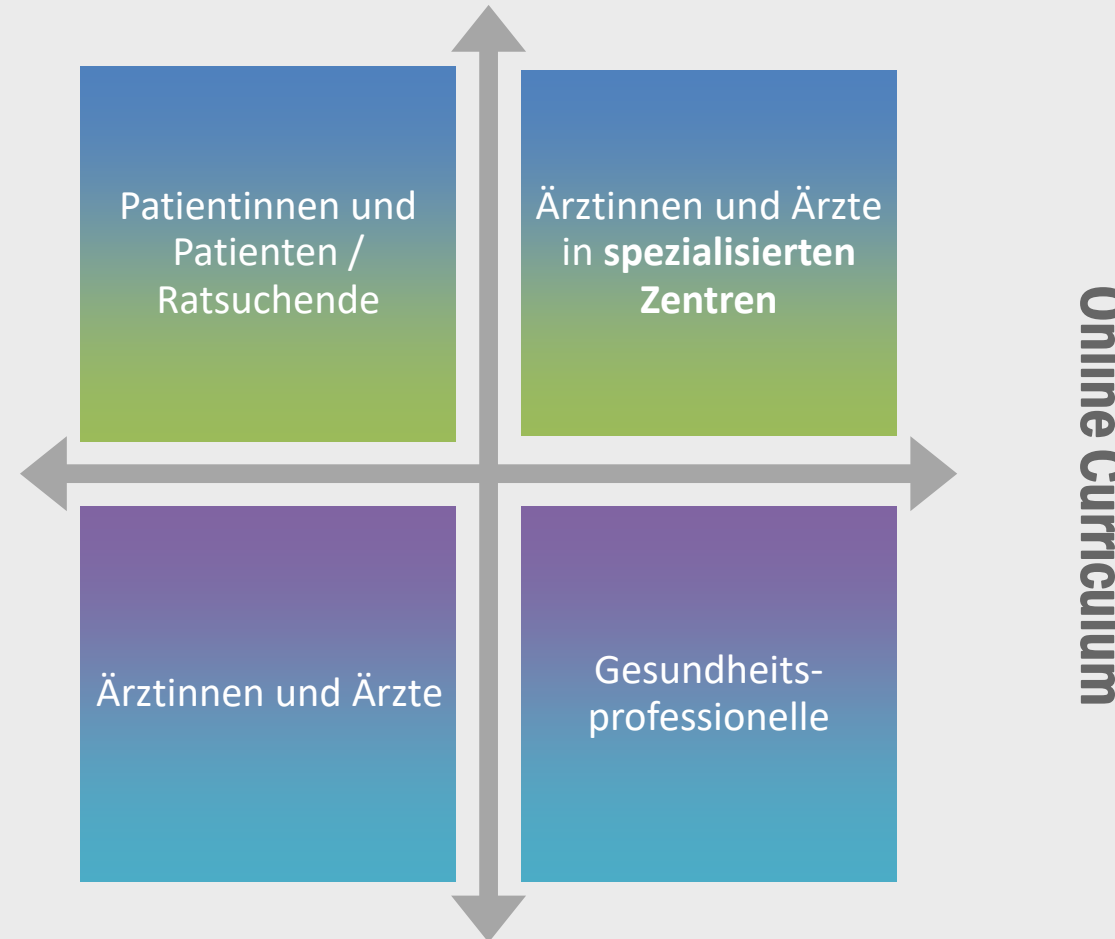 Patientinnen und
Patienten /
Ratsuchende
Ärztinnen und Ärzte
in spezialisierten
Zentren
Ärztinnen und Ärzte
Gesundheits-
professionelle
Online Curriculum